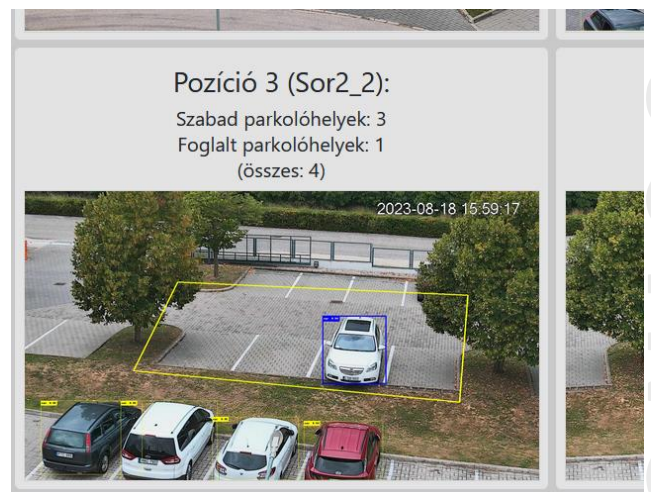 Pozíció 3 (Sor2_2):
Szabad parkolóhelyek: 3
Foglalt parkolóhelyek: 1
(összes: 4)
2023-08-18 15:59:17